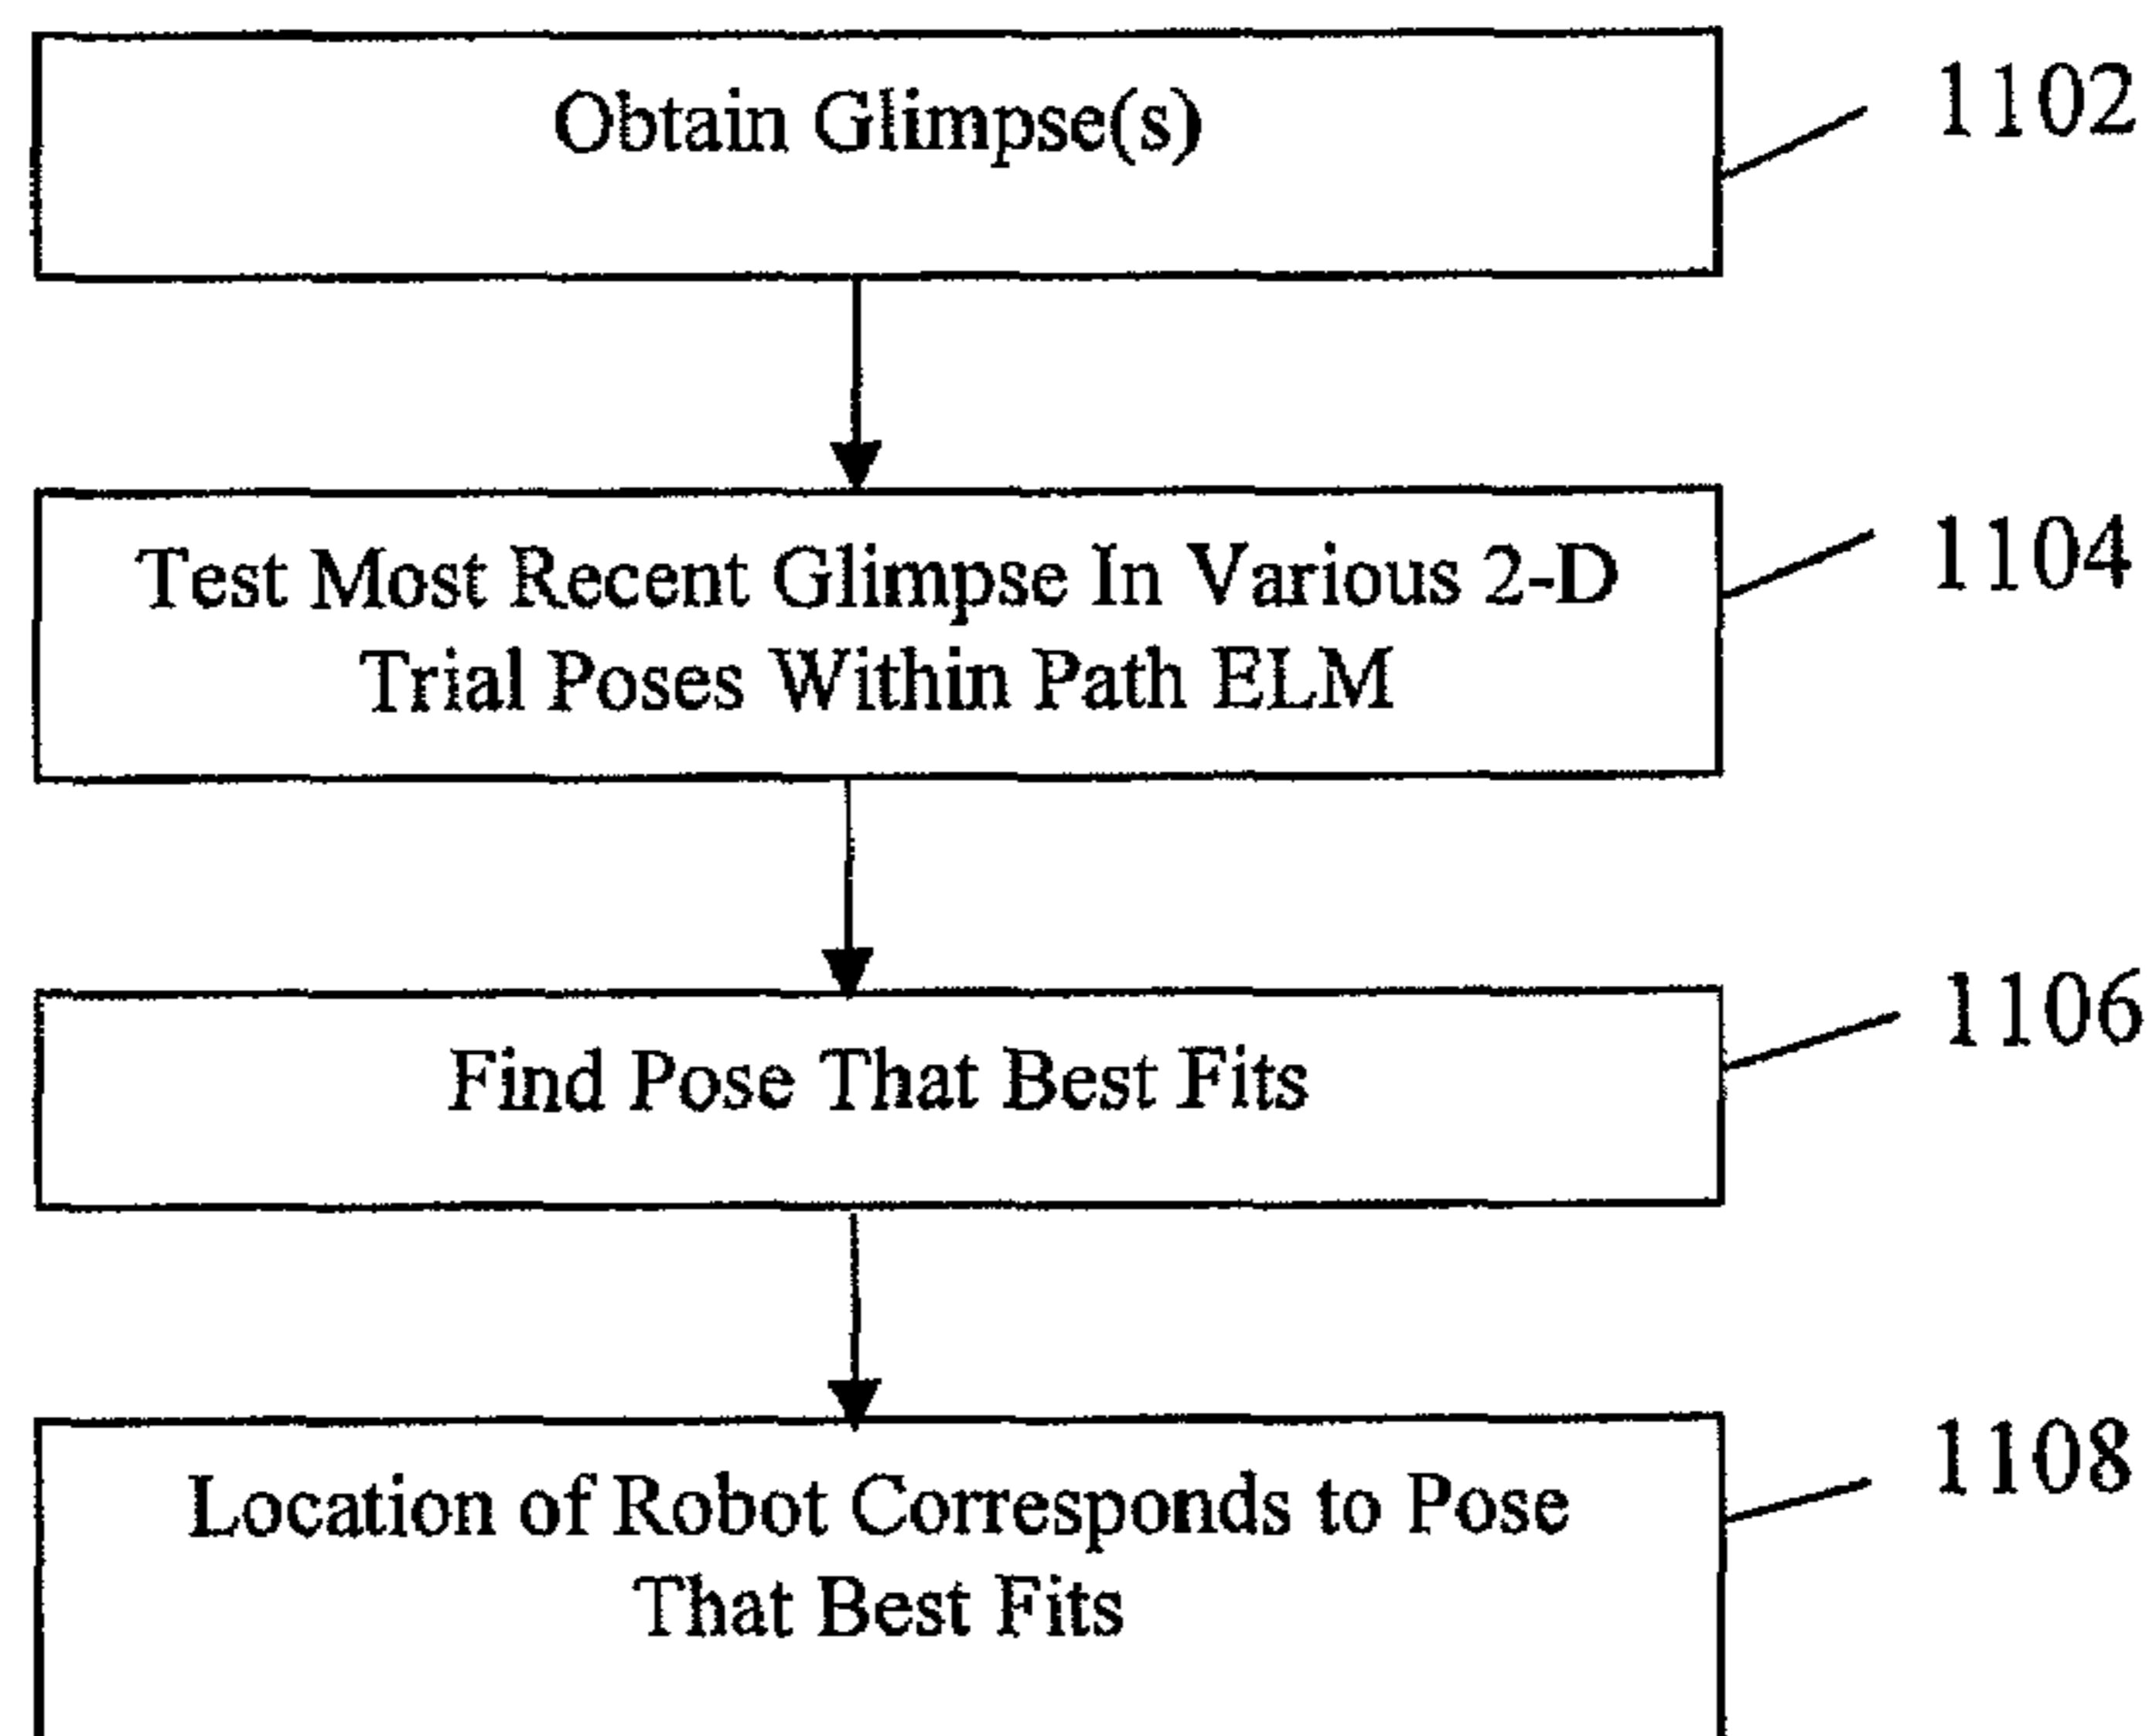 Obtain Glimpse(s)
1102
Test Most Recent Glimpse In Various 2-D
Trial Poses Within Path ELM
1104
Find Pose That Best Fits
1106
Location of Robot Corresponds to Pose
That Best Fits
1108